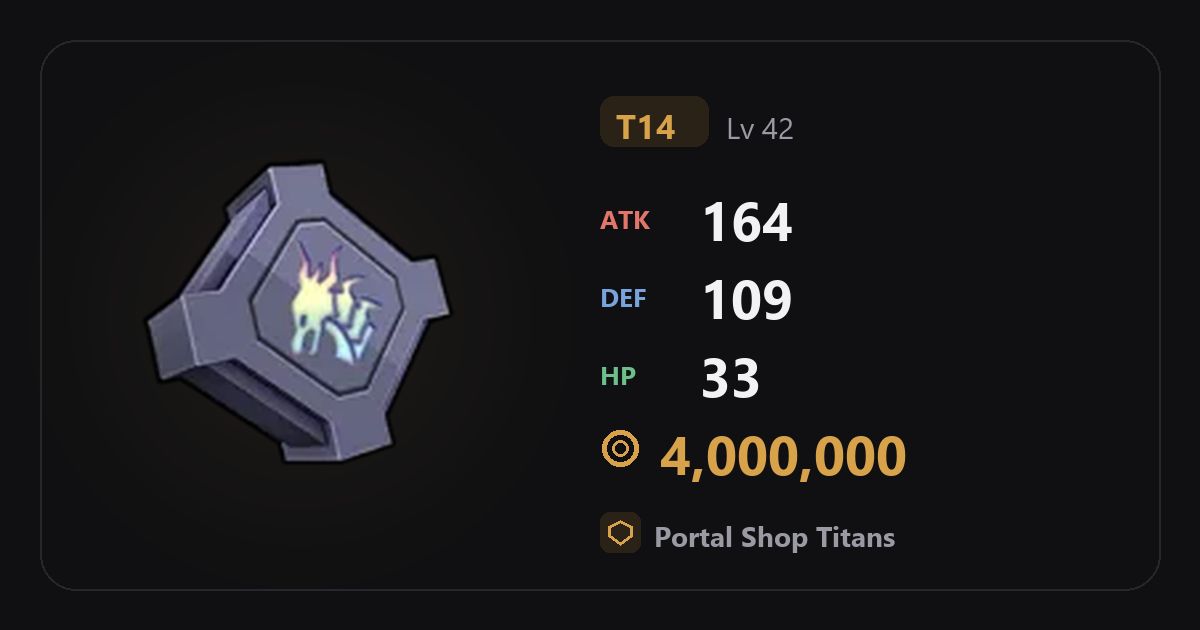 T14 Lv 42
ATK 164
DEF 109
HP 33
4,000,000
Portal Shop Titans